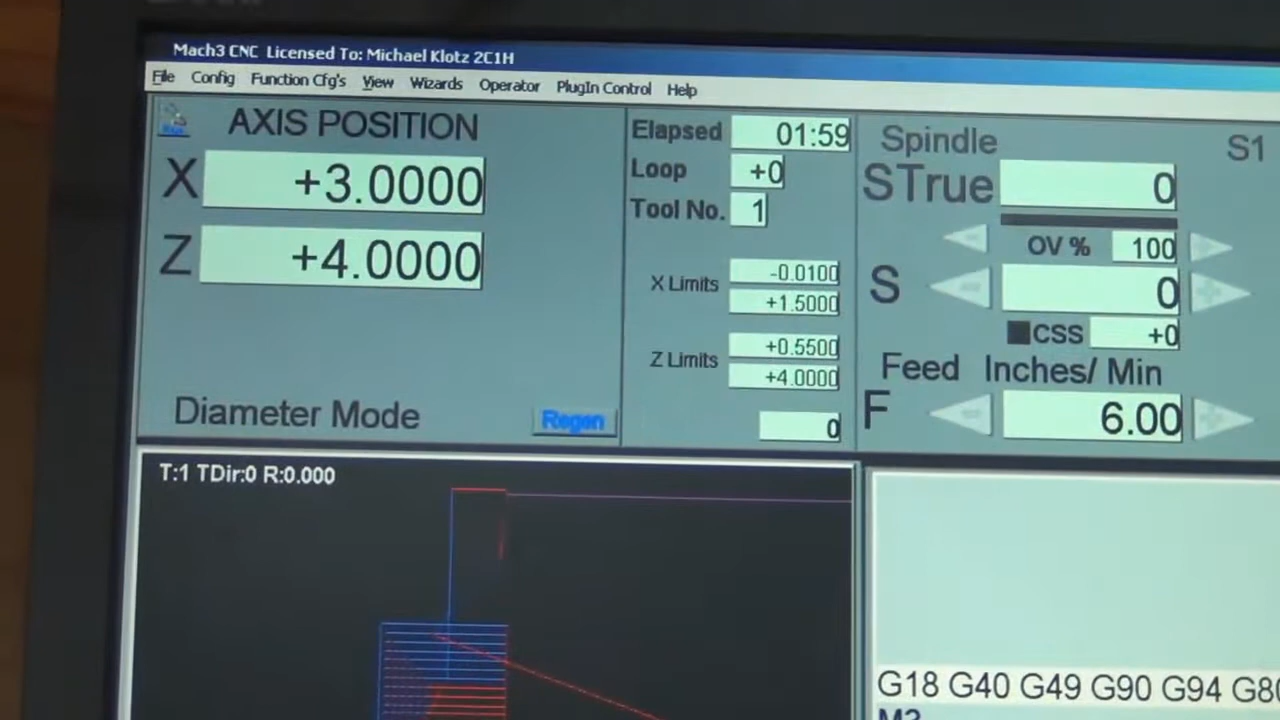 Mach3 CNC Licensed To: Michael Klotz 2C1H
File Config Function Cfg's View Wizards Operator PlugIn Control Help
AXIS POSITION
X +3.0000
Z +4.0000
Diameter Mode
Regen
Elapsed 01:59
Loop +0
Tool No. 1
X Limits -0.0100
+1.5000
Z Limits +0.5500
+4.0000
0
Spindle S1
STrue 0
OV % 100
S 0
CSS +0
Feed Inches/ Min
F 6.00
T:1 TDir:0 R:0.000
G18 G40 G49 G90 G94 G80